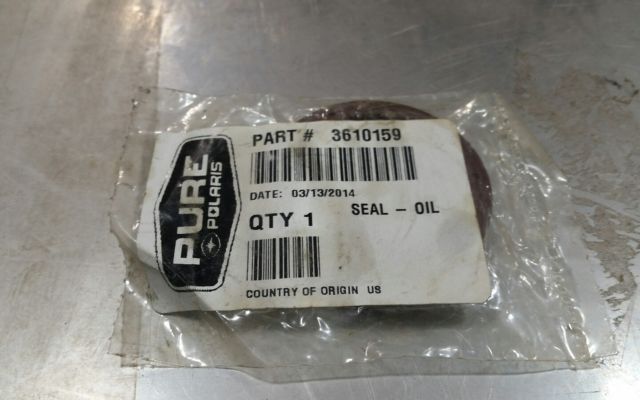 PURE
POLARIS
PART # 3610159
DATE: 03/13/2014
QTY 1
SEAL - OIL
COUNTRY OF ORIGIN US